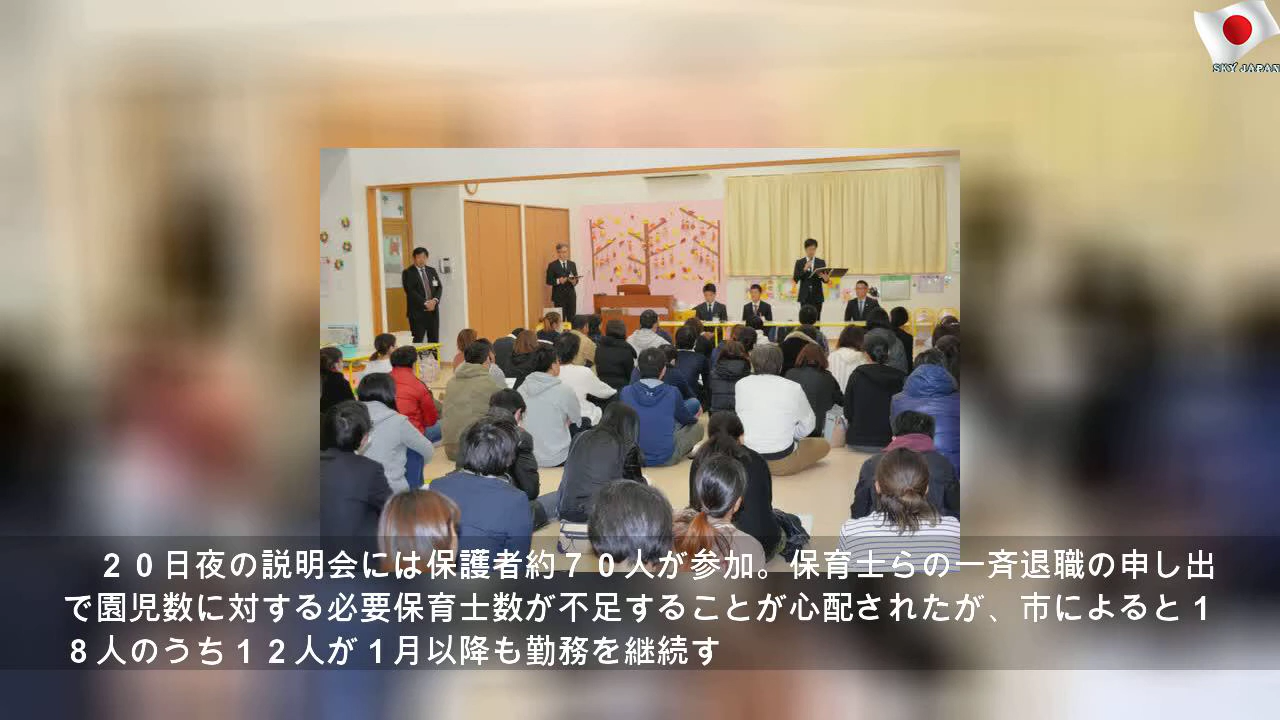 SKY JAPAN
２０日夜の説明会には保護者約７０人が参加。保育士らの一斉退職の申し出
で園児数に対する必要保育士数が不足することが心配されたが、市によると１
８人のうち１２人が１月以降も勤務を継続す